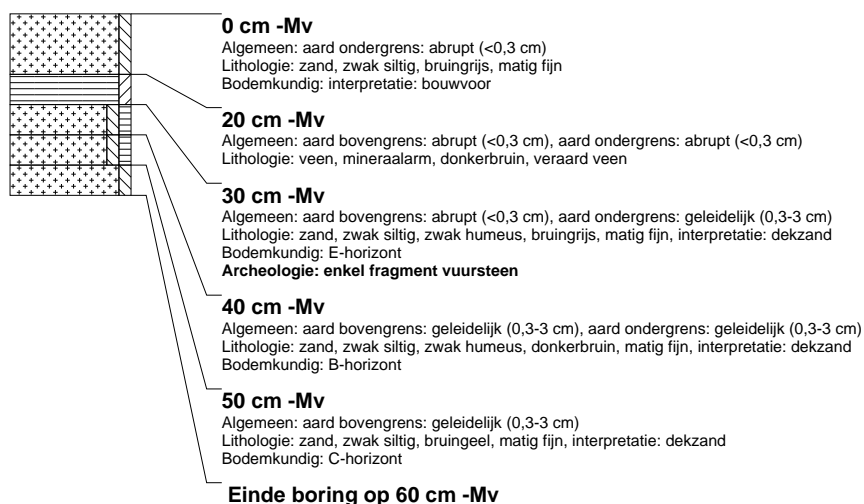 0 cm -Mv
Algemeen: aard ondergrens: abrupt (<0,3 cm)
Lithologie: zand, zwak siltig, bruingrijs, matig fijn
Bodemkundig: interpretatie: bouwvoor
20 cm -Mv
Algemeen: aard bovengrens: abrupt (<0,3 cm), aard ondergrens: abrupt (<0,3 cm)
Lithologie: veen, mineraalarm, donkerbruin, veraard veen
30 cm -Mv
Algemeen: aard bovengrens: abrupt (<0,3 cm), aard ondergrens: geleidelijk (0,3-3 cm)
Lithologie: zand, zwak siltig, zwak humeus, bruingrijs, matig fijn, interpretatie: dekzand
Bodemkundig: E-horizont
Archeologie: enkel fragment vuursteen
40 cm -Mv
Algemeen: aard bovengrens: geleidelijk (0,3-3 cm), aard ondergrens: geleidelijk (0,3-3 cm)
Lithologie: zand, zwak siltig, zwak humeus, donkerbruin, matig fijn, interpretatie: dekzand
Bodemkundig: B-horizont
50 cm -Mv
Algemeen: aard bovengrens: geleidelijk (0,3-3 cm)
Lithologie: zand, zwak siltig, bruingeel, matig fijn, interpretatie: dekzand
Bodemkundig: C-horizont
Einde boring op 60 cm -Mv